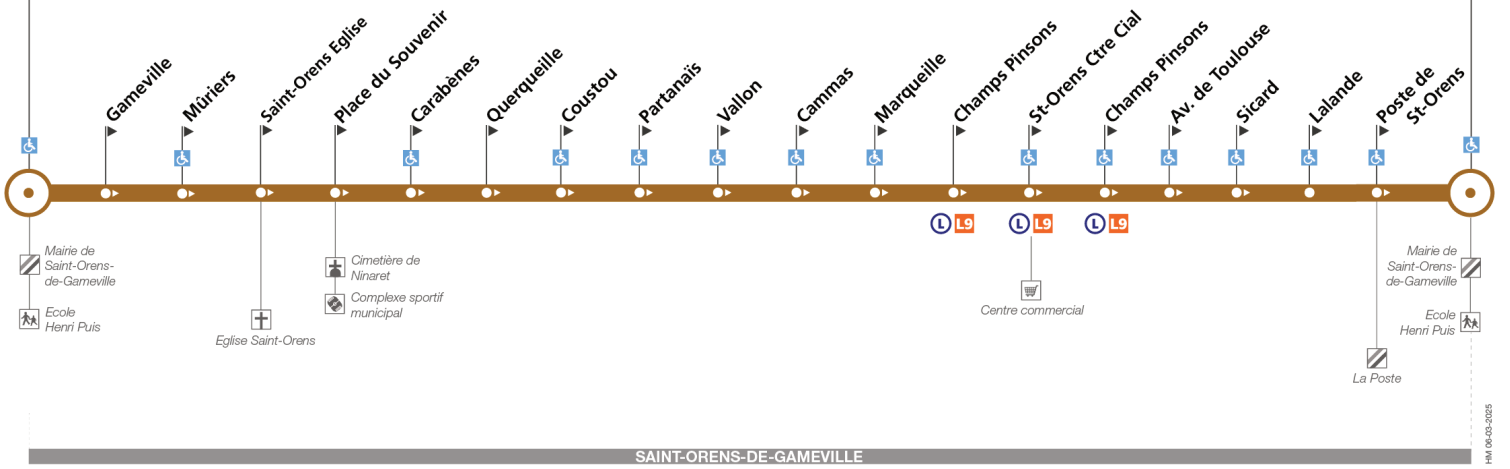 Gameville
Mûriers
Saint-Orens Eglise
Place du Souvenir
Carabènes
Querqueille
Coustou
Partanaïs
Vallon
Cammas
Marqueille
Champs Pinsons
St-Orens Ctre Cial
Champs Pinsons
Av. de Toulouse
Sicard
Lalande
Poste de
St-Orens
L L9
L L9
L L9
Mairie de
Saint-Orens-
de-Gameville
Ecole
Henri Puis
Eglise Saint-Orens
Cimetière de
Ninaret
Complexe sportif
municipal
Centre commercial
La Poste
Mairie de
Saint-Orens-
de-Gameville
Ecole
Henri Puis
SAINT-ORENS-DE-GAMEVILLE
HM 06-03-2025